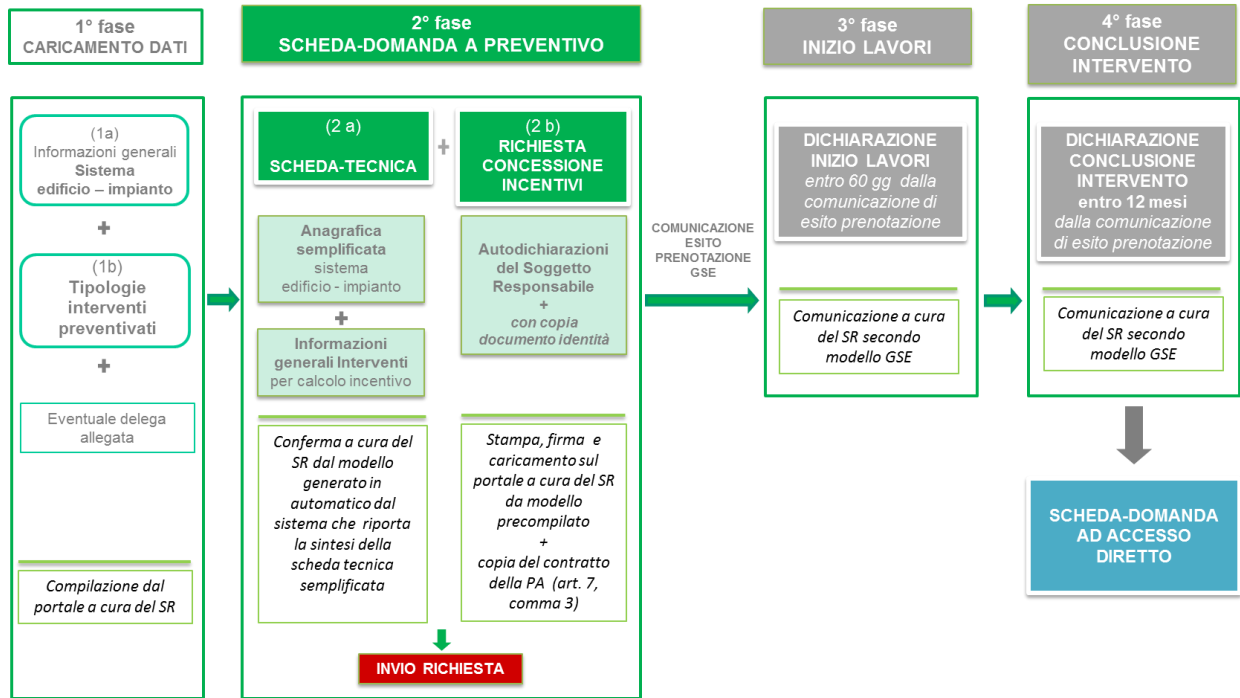 1° fase
CARICAMENTO DATI
(1a)
Informazioni generali
Sistema
edificio – impianto
+
(1b)
Tipologie
interventi
preventivati
+
Eventuale delega
allegata
Compilazione dal
portale a cura del SR
2° fase
SCHEDA-DOMANDA A PREVENTIVO
(2 a)
SCHEDA-TECNICA
+
(2 b)
RICHIESTA
CONCESSIONE
INCENTIVI
Anagrafica
semplificata
sistema
edificio - impianto
+
Informazioni
generali Interventi
per calcolo incentivo
Autodichiarazioni
del Soggetto
Responsabile
+
con copia
documento identità
Conferma a cura del
SR dal modello
generato in
automatico dal
sistema che riporta
la sintesi della
scheda tecnica
semplificata
Stampa, firma e
caricamento sul
portale a cura del SR
da modello
precompilato
+
copia del contratto
della PA (art. 7,
comma 3)
INVIO RICHIESTA
COMUNICAZIONE
ESITO
PRENOTAZIONE
GSE
3° fase
INIZIO LAVORI
DICHIARAZIONE
INIZIO LAVORI
entro 60 gg dalla
comunicazione di
esito prenotazione
Comunicazione a cura
del SR secondo
modello GSE
4° fase
CONCLUSIONE
INTERVENTO
DICHIARAZIONE
CONCLUSIONE
INTERVENTO
entro 12 mesi
dalla comunicazione
di esito prenotazione
Comunicazione a cura
del SR secondo
modello GSE
SCHEDA-DOMANDA
AD ACCESSO
DIRETTO